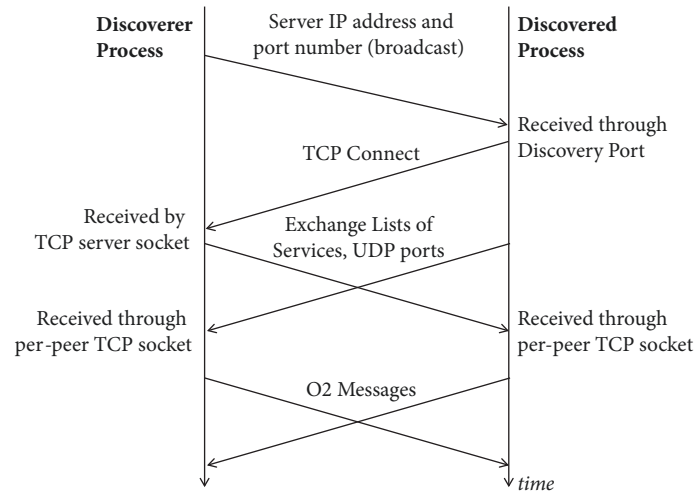 Discoverer
Process
Server IP address and
port number (broadcast)
Discovered
Process
Received through
Discovery Port
TCP Connect
Received by
TCP server socket
Exchange Lists of
Services, UDP ports
Received through
per-peer TCP socket
Received through
per-peer TCP socket
O2 Messages
time